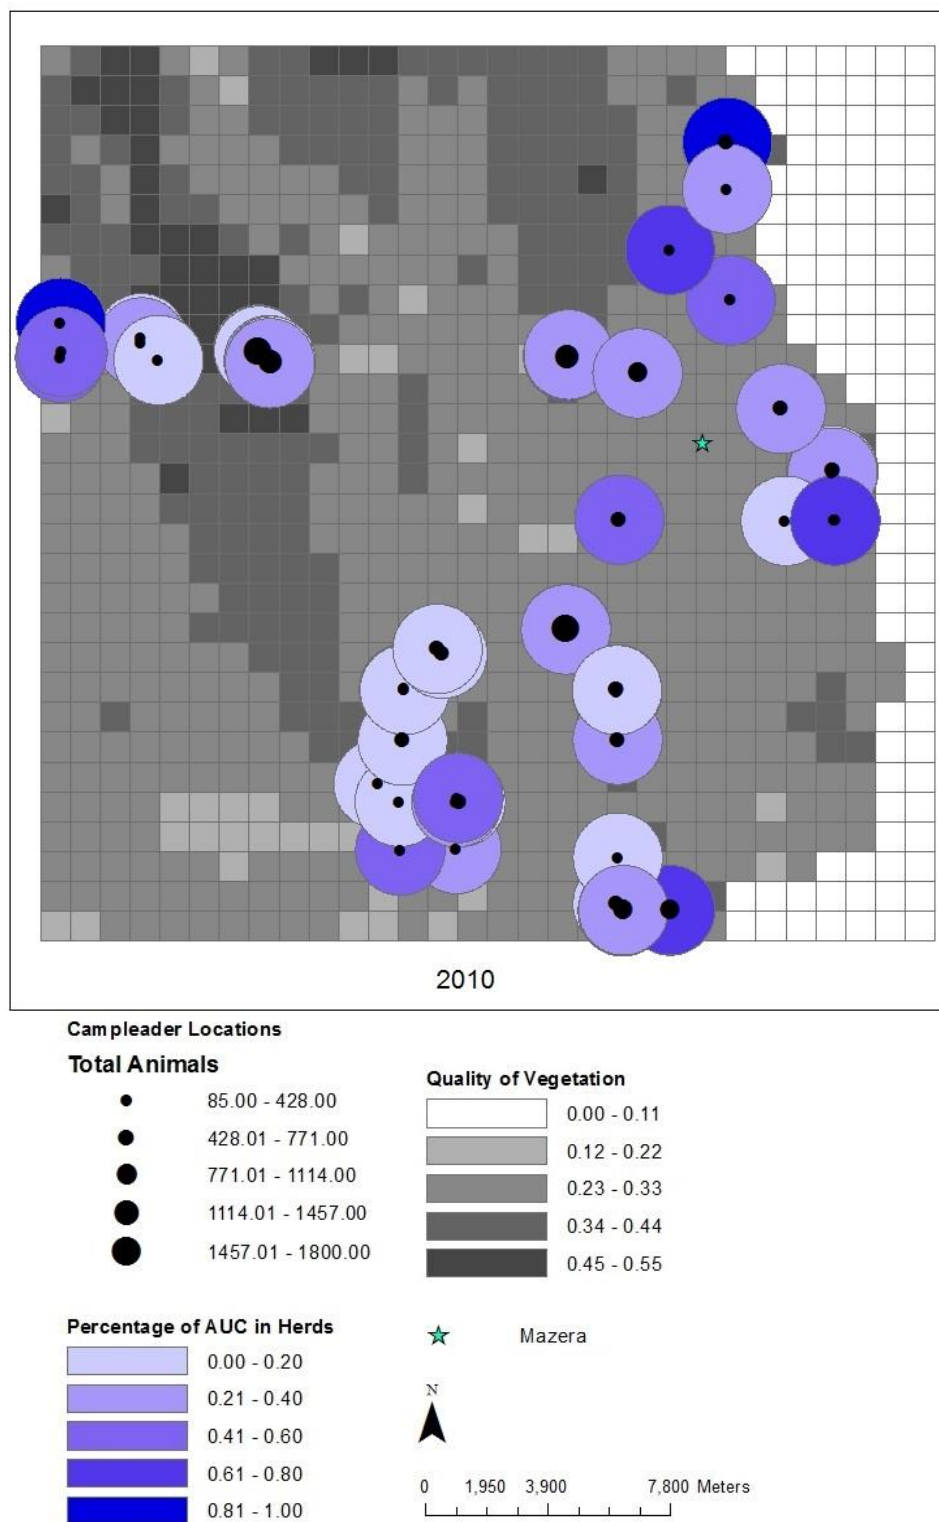 2010
Campleader Locations
Total Animals
85.00 - 428.00
428.01 - 771.00
771.01 - 1114.00
1114.01 - 1457.00
1457.01 - 1800.00
Quality of Vegetation
0.00 - 0.11
0.12 - 0.22
0.23 - 0.33
0.34 - 0.44
0.45 - 0.55
Percentage of AUC in Herds
0.00 - 0.20
0.21 - 0.40
0.41 - 0.60
0.61 - 0.80
0.81 - 1.00
Mazera
N
0 1,950 3,900 7,800 Meters